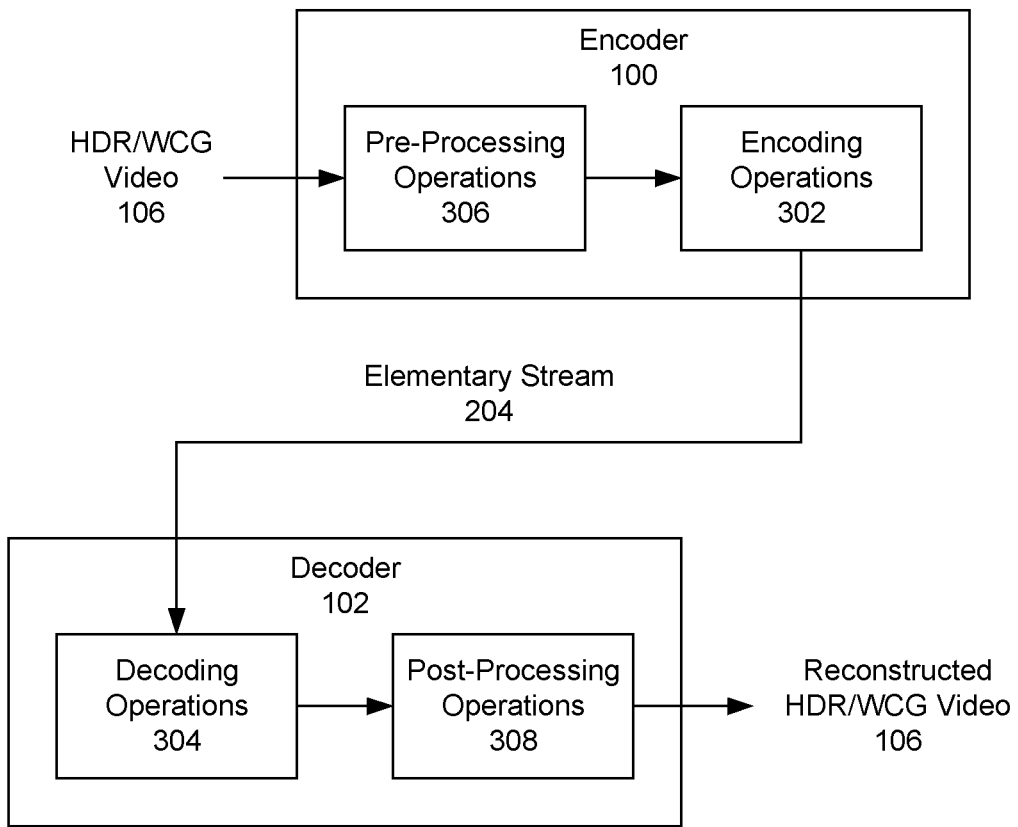 Encoder
100
HDR/WCG
Video
106
Pre-Processing
Operations
306
Encoding
Operations
302
Elementary Stream
204
Decoder
102
Decoding
Operations
304
Post-Processing
Operations
308
Reconstructed
HDR/WCG Video
106